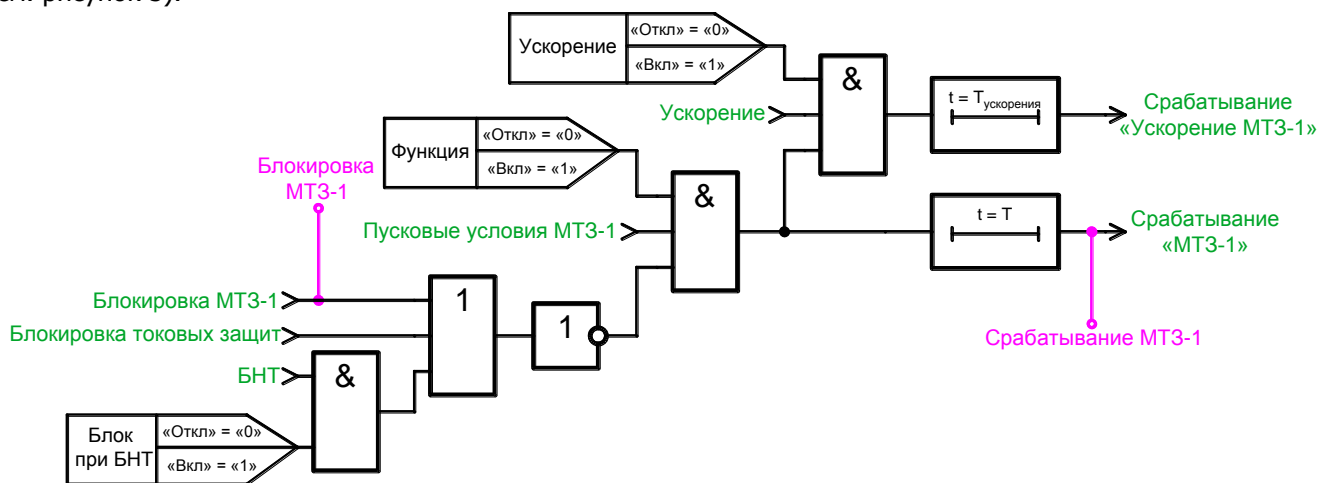 Ускорение
«Откл» = «0»
«Вкл» = «1»
&
Ускорение
t = Tускорения
Срабатывание
«Ускорение МТЗ-1»
Функция
«Откл» = «0»
«Вкл» = «1»
Блокировка
МТЗ-1
&
Пусковые условия МТЗ-1
t = T
Срабатывание
«МТЗ-1»
Блокировка МТЗ-1
1
1
Блокировка токовых защит
Срабатывание МТЗ-1
БНТ
&
Блок
при БНТ
«Откл» = «0»
«Вкл» = «1»